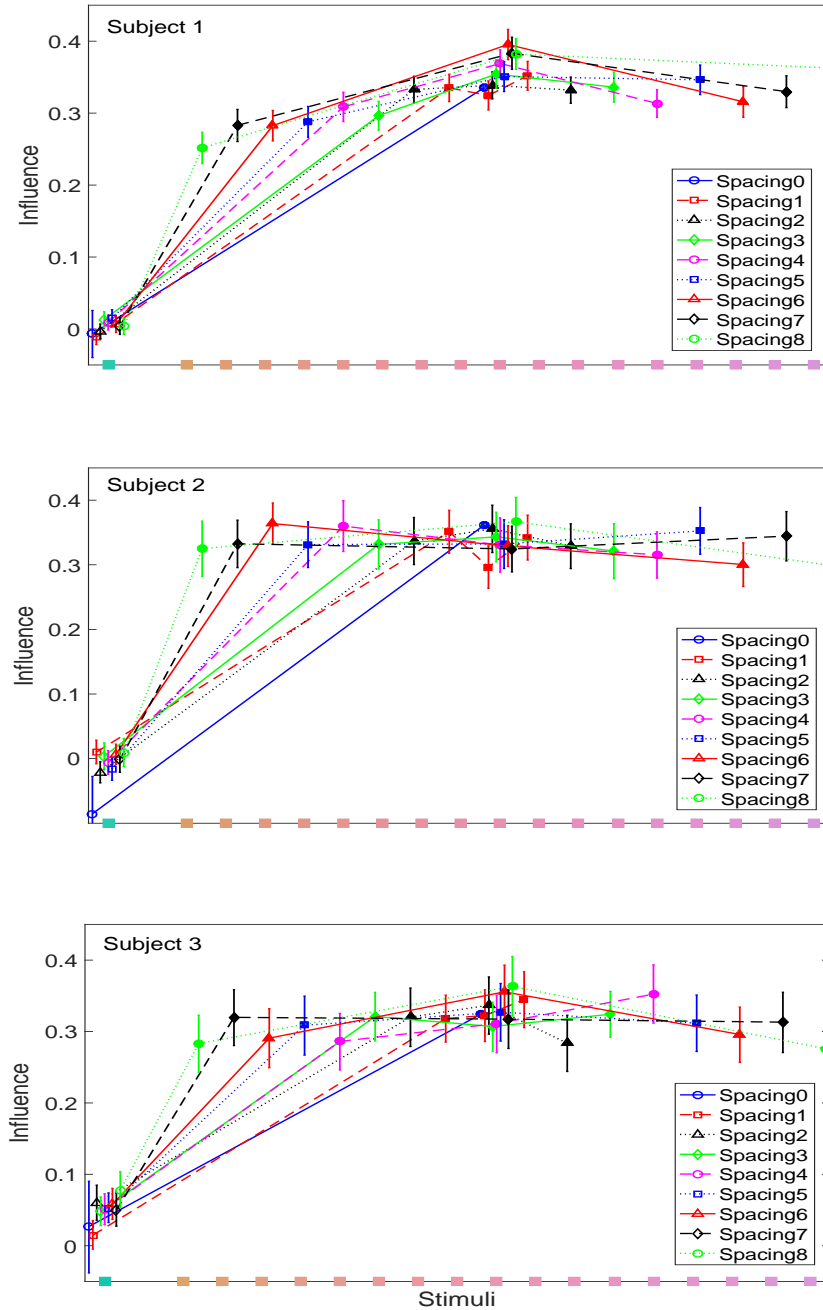 Subject 1
0.4
0.3
0.2
0.1
0
Influence
Spacing0
Spacing1
Spacing2
Spacing3
Spacing4
Spacing5
Spacing6
Spacing7
Spacing8
Subject 2
0.4
0.3
0.2
0.1
0
Influence
Spacing0
Spacing1
Spacing2
Spacing3
Spacing4
Spacing5
Spacing6
Spacing7
Spacing8
Subject 3
0.4
0.3
0.2
0.1
0
Influence
Spacing0
Spacing1
Spacing2
Spacing3
Spacing4
Spacing5
Spacing6
Spacing7
Spacing8
Stimuli